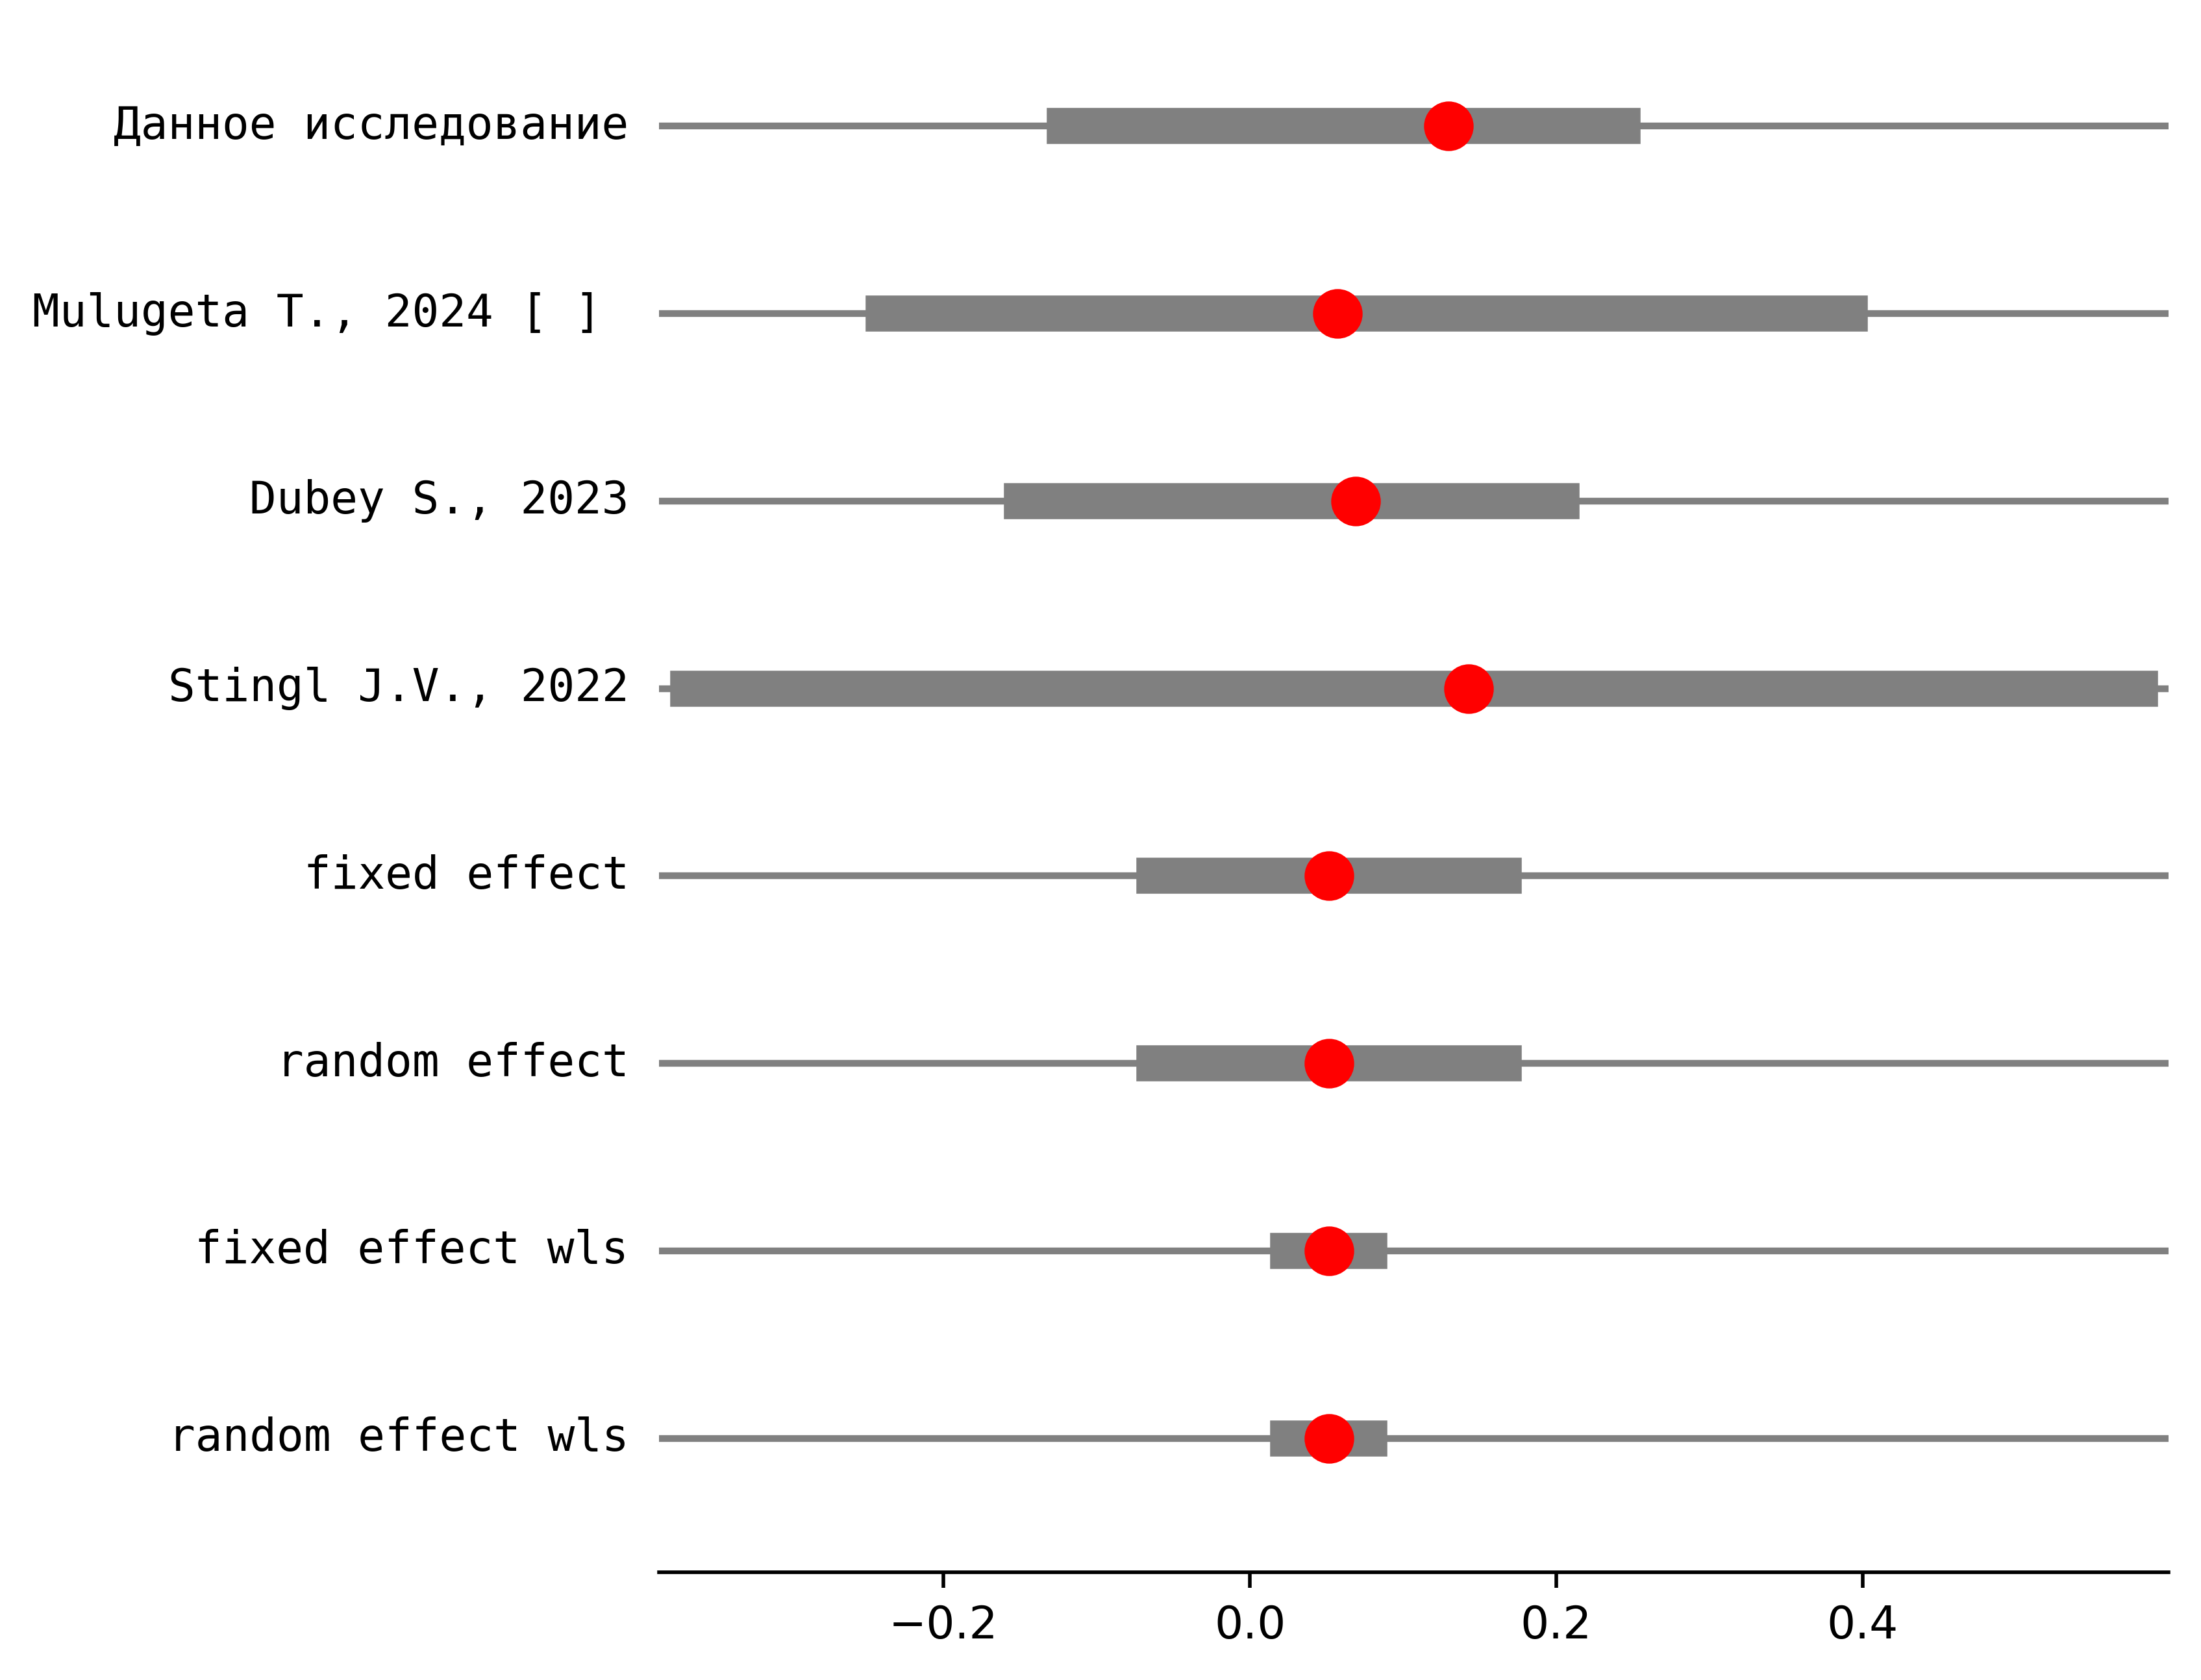 Данное исследование
Mulugeta T., 2024 [ ]
Dubey S., 2023
Stingl J.V., 2022
fixed effect
random effect
fixed effect wls
random effect wls
−0.2 0.0 0.2 0.4